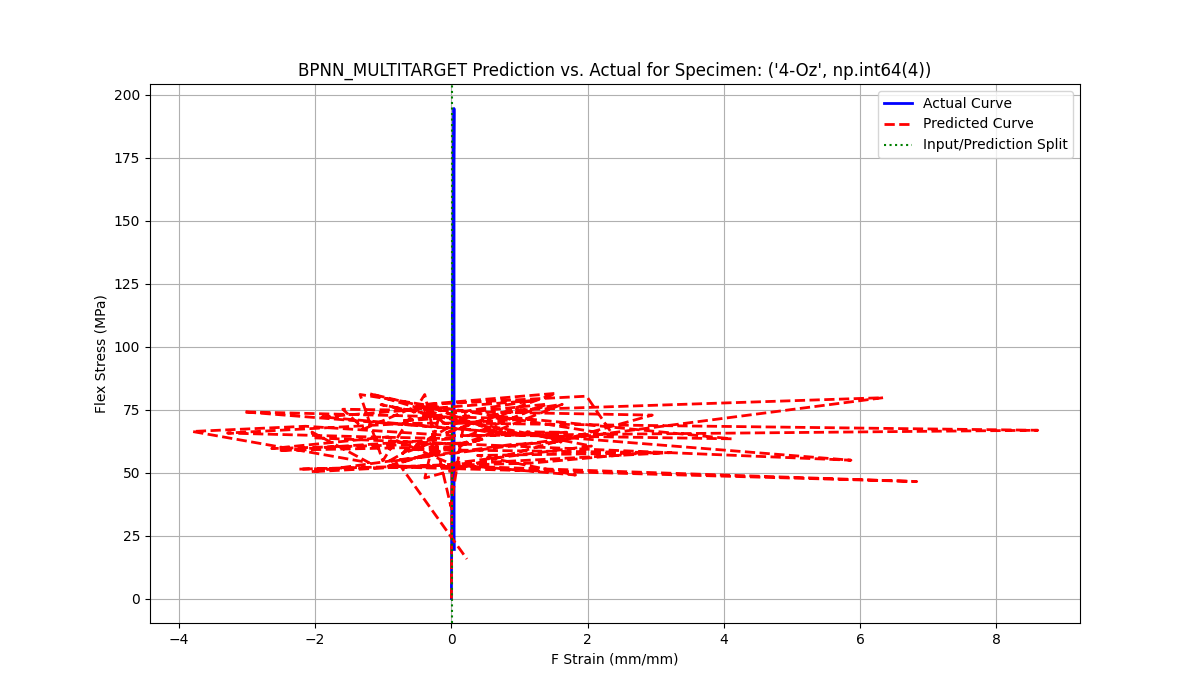 BPNN_MULTITARGET Prediction vs. Actual for Specimen: ('4-Oz', np.int64(4))
Actual Curve
Predicted Curve
Input/Prediction Split
200
175
150
125
100
75
50
25
0
Flex Stress (MPa)
−4
−2
0
2
4
6
8
F Strain (mm/mm)